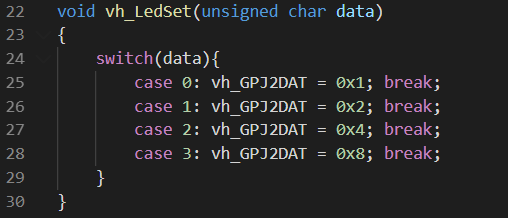 22 void vh_LedSet(unsigned char data)
23 {
24     switch(data){
25         case 0: vh_GPJ2DAT = 0x1; break;
26         case 1: vh_GPJ2DAT = 0x2; break;
27         case 2: vh_GPJ2DAT = 0x4; break;
28         case 3: vh_GPJ2DAT = 0x8; break;
29     }
30 }